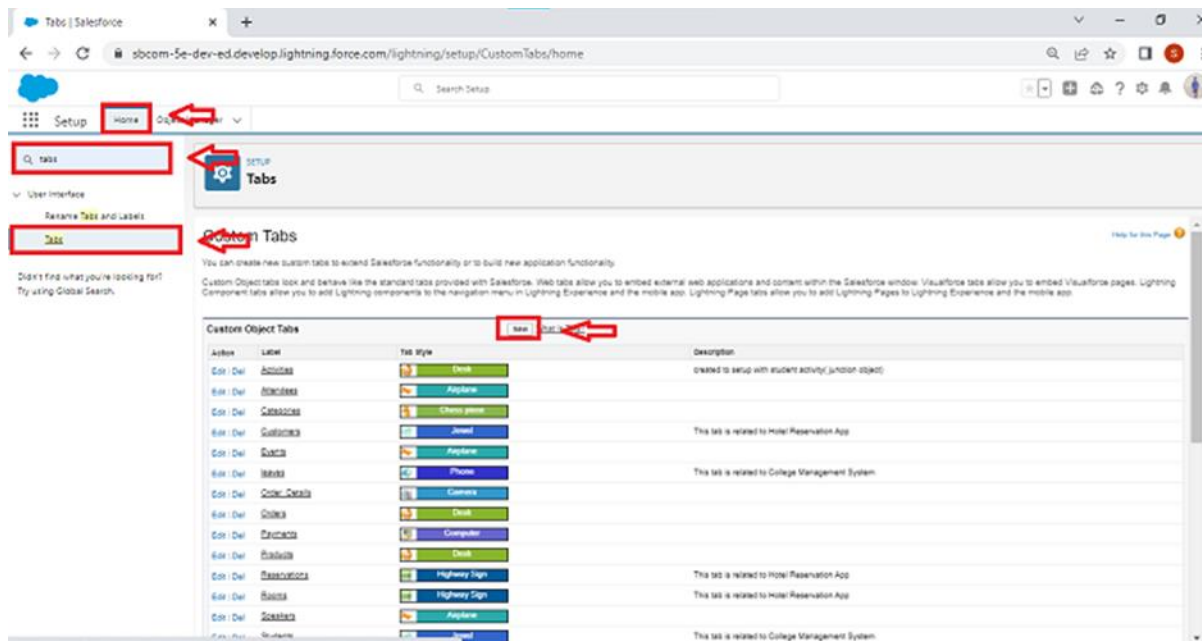 Tabs | Salesforce
sbcom-5e-dev-ed.develop.lightning.force.com/lightning/setup/CustomTabs/home
S
Search Setup
Setup
Home
tabs
SETUP
Tabs
User Interface
Rename Tabs and Labels
Tabs
Didn't find what you're looking for?
Try using Global Search.
Tabs
Help for this Page
You can create new custom tabs to extend Salesforce functionality or to build new application functionality.
Custom Object tabs look and behave like the standard tabs provided with Salesforce. Web tabs allow you to embed external web applications and content within the Salesforce window. Visualforce tabs allow you to embed Visualforce pages. Lightning
Component tabs allow you to add Lightning components to the navigation menu in Lightning Experience and the mobile app. Lightning Page tabs allow you to add Lightning Pages to Lightning Experience and the mobile app.
Custom Object Tabs New What Is
Action Label Tab Style Description
Edit | Del Activities Desk created to setup with student activity( junction object)
Edit | Del Attendees Airplane
Edit | Del Categories Chess piece
Edit | Del Customers Jewel This tab is related to Hotel Reservation App
Edit | Del Events Airplane
Edit | Del leaves Phone This tab is related to College Management System
Edit | Del Order Details Camera
Edit | Del Orders Desk
Edit | Del Payments Computer
Edit | Del Products Desk
Edit | Del Reservations Highway Sign This tab is related to Hotel Reservation App
Edit | Del Rooms Highway Sign This tab is related to Hotel Reservation App
Edit | Del Speakers Airplane
Edit | Del Students Jewel This tab is related to College Management System